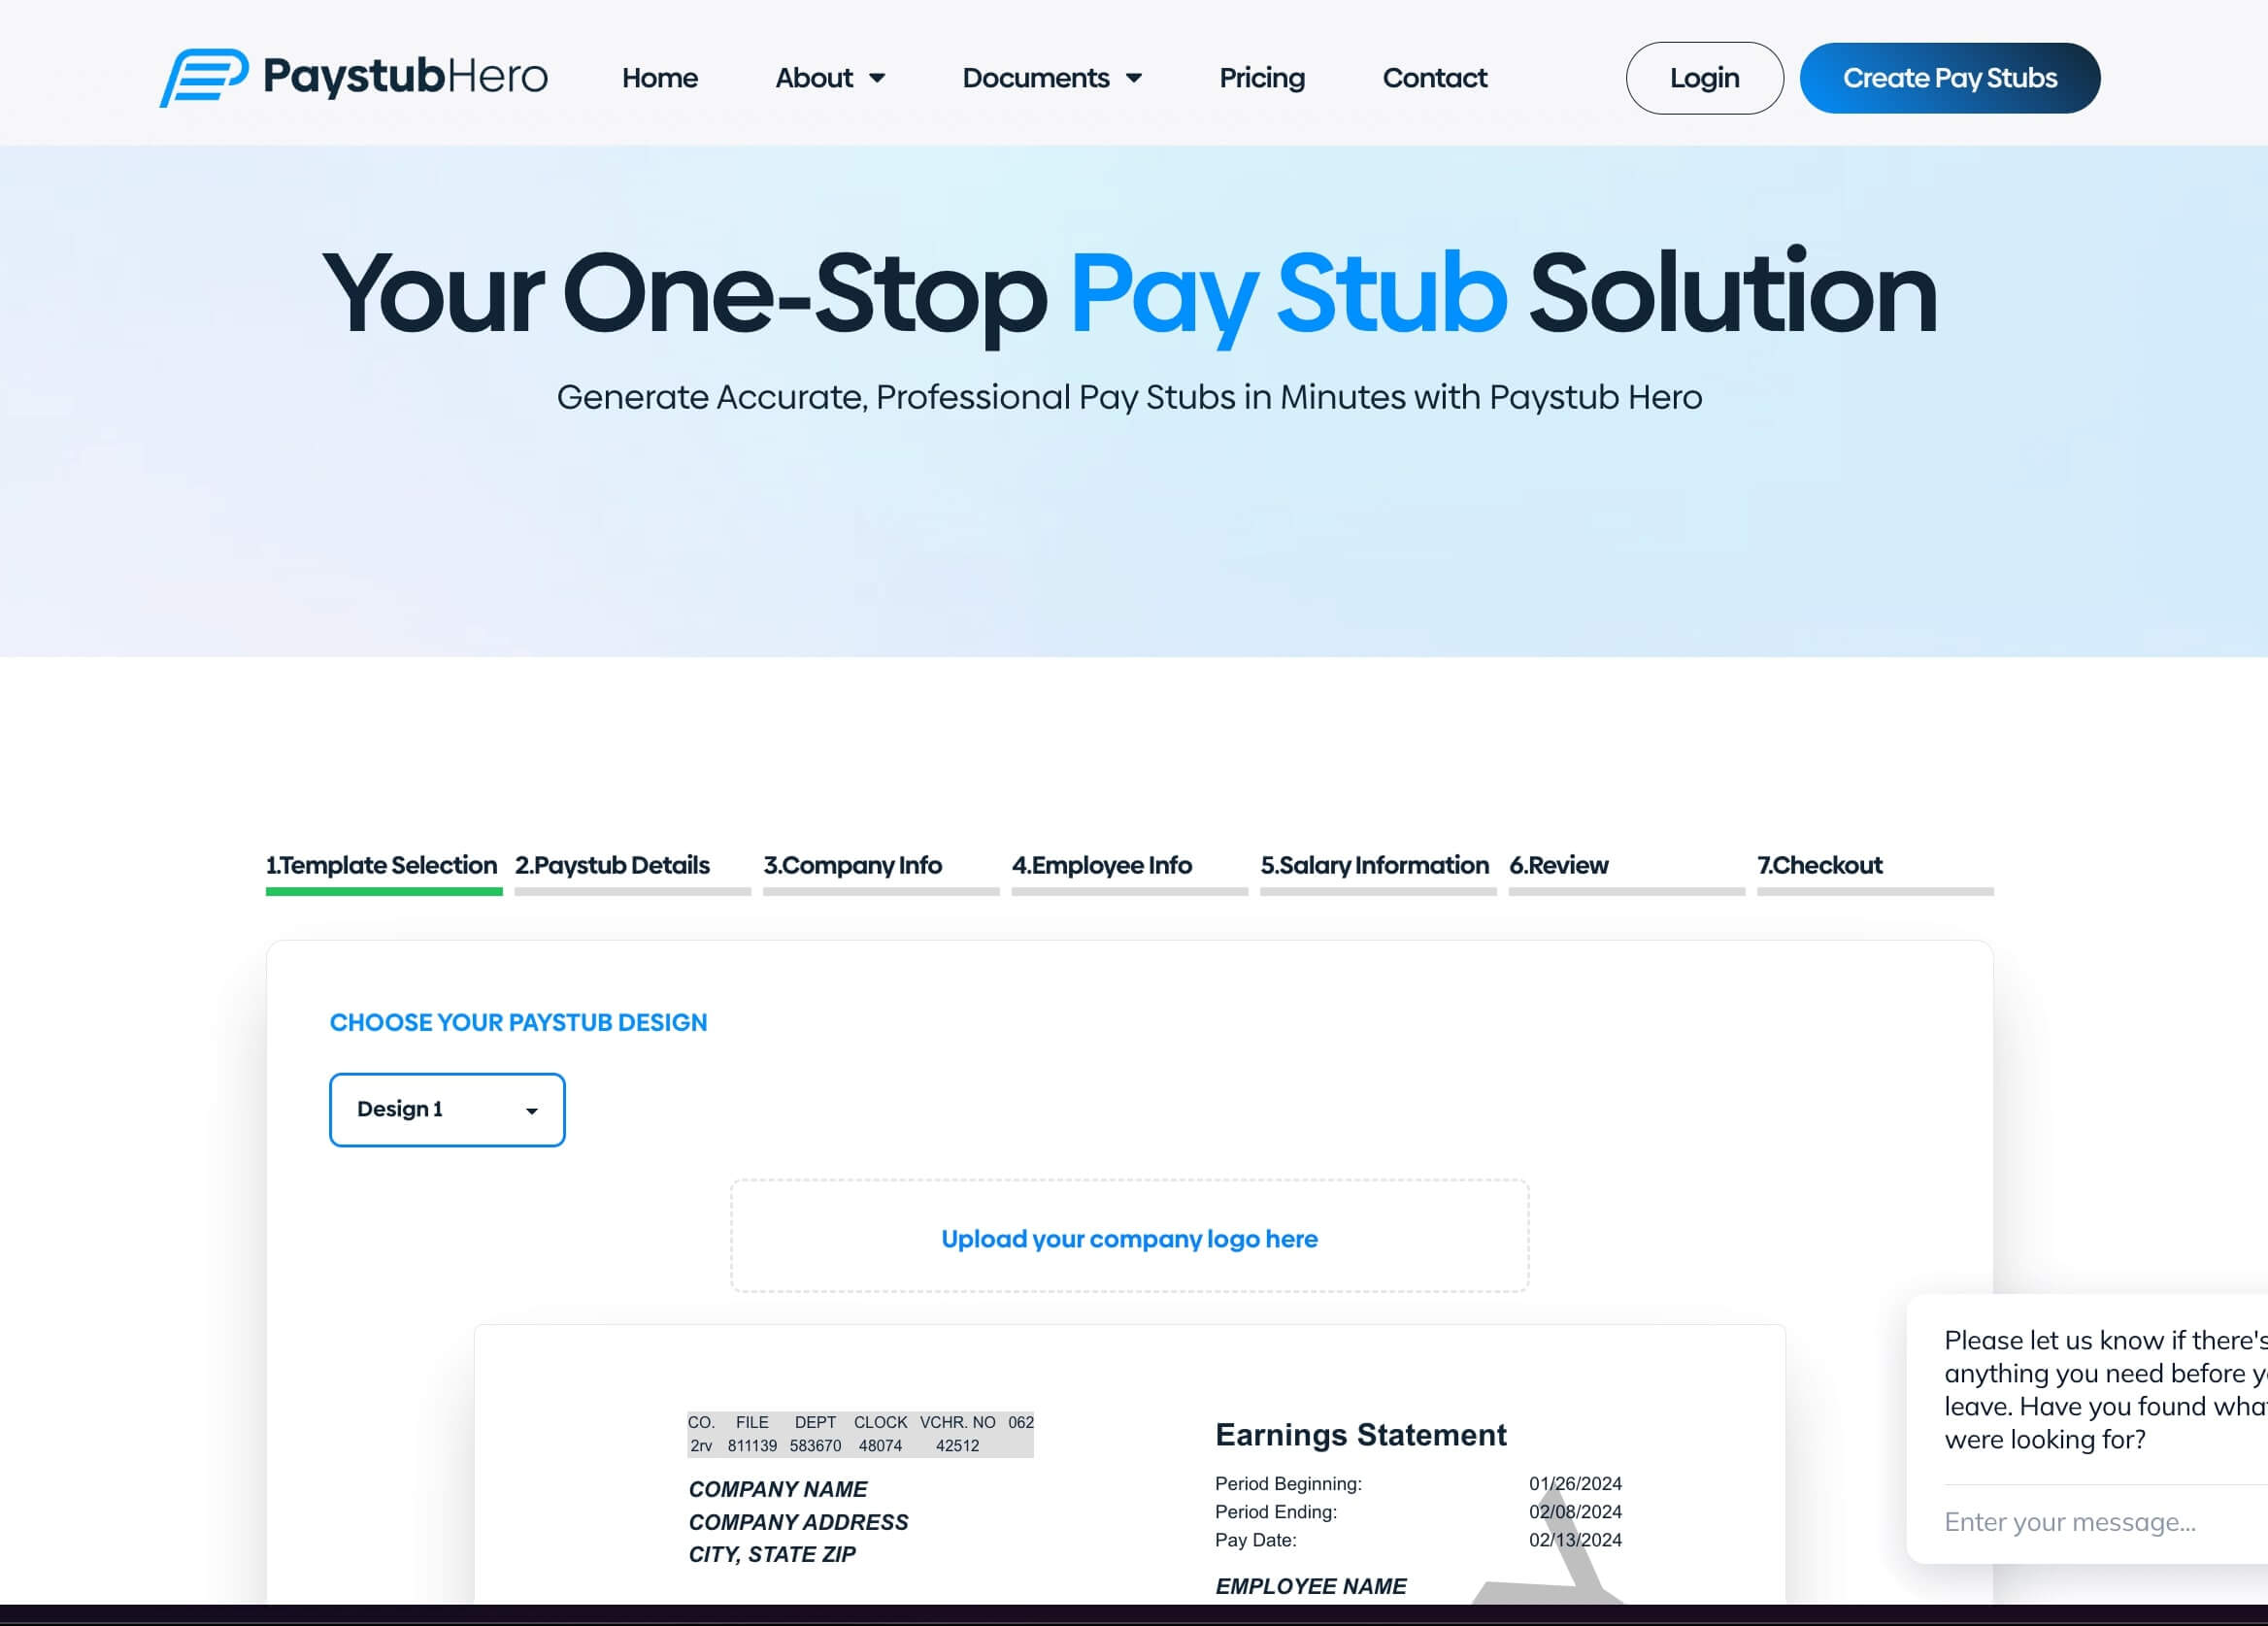 PaystubHero Home About Documents Pricing Contact Login Create Pay Stubs
Your One-Stop Pay Stub Solution
Generate Accurate, Professional Pay Stubs in Minutes with Paystub Hero
1.Template Selection 2.Paystub Details 3.Company Info 4.Employee Info 5.Salary Information 6.Review 7.Checkout
CHOOSE YOUR PAYSTUB DESIGN
Design 1
Upload your company logo here
CO. FILE DEPT CLOCK VCHR. NO 062
2rv 811139 583670 48074 42512
COMPANY NAME
COMPANY ADDRESS
CITY, STATE ZIP
Earnings Statement
Period Beginning: 01/26/2024
Period Ending: 02/08/2024
Pay Date: 02/13/2024
EMPLOYEE NAME
Please let us know if there's
anything you need before
leave. Have you found
were looking for?
Enter your message...